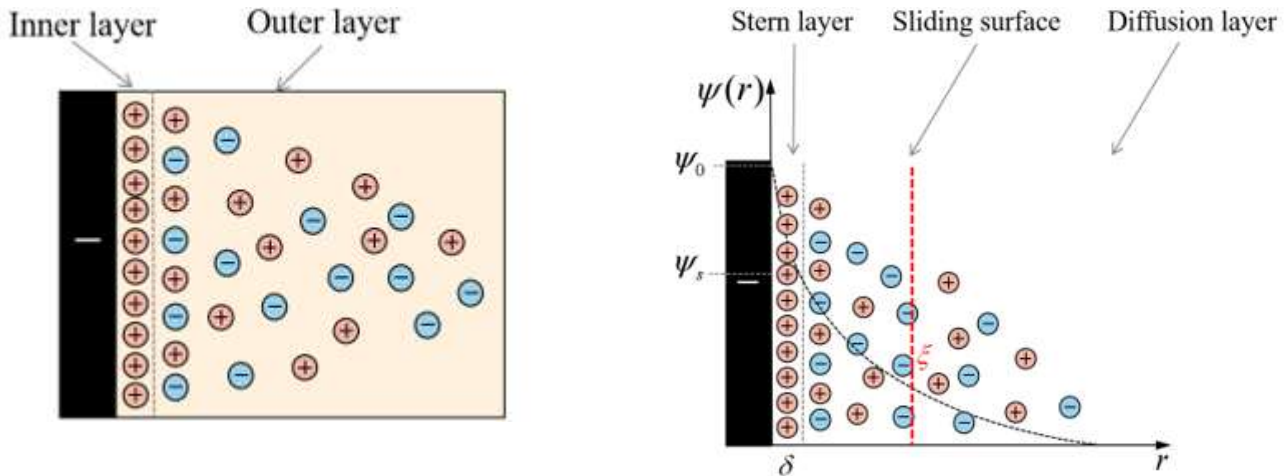 Inner layer
Outer layer
Stern layer
Sliding surface
Diffusion layer
ψ(r)
ψ₀
ψₛ
ξ
δ
r